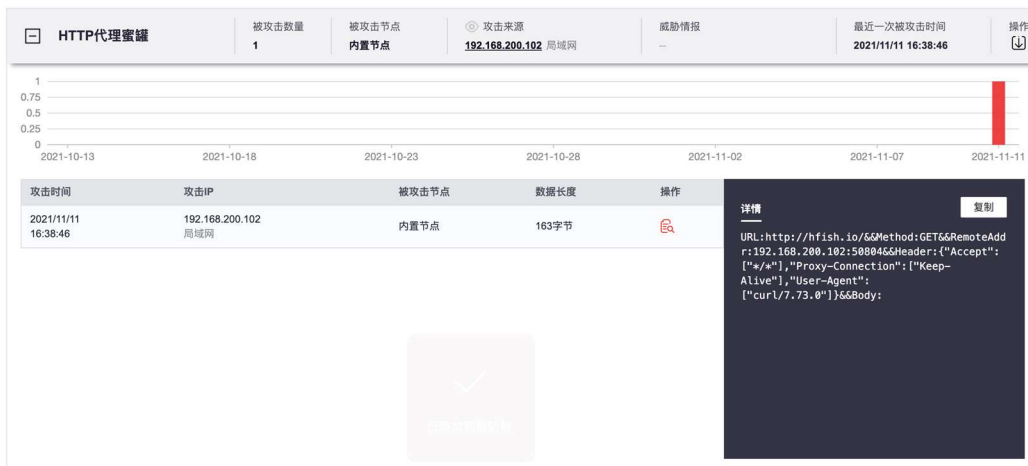 HTTP代理蜜罐
被攻击数量
1
被攻击节点
内置节点
攻击来源
192.168.200.102 局域网
威胁情报
--
最近一次被攻击时间
2021/11/11 16:38:46
操作
1
0.75
0.5
0.25
0
2021-10-13 2021-10-18 2021-10-23 2021-10-28 2021-11-02 2021-11-07 2021-11-11
攻击时间 攻击IP 被攻击节点 数据长度 操作
2021/11/11
16:38:46
192.168.200.102
局域网
内置节点
163字节
详情
复制
URL:http://hfish.io/&&Method:GET&&RemoteAdd
r:192.168.200.102:50804&&Header:{"Accept":
["*/*"],"Proxy-Connection":["Keep-
Alive"],"User-Agent":
["curl/7.73.0"]}&&Body: